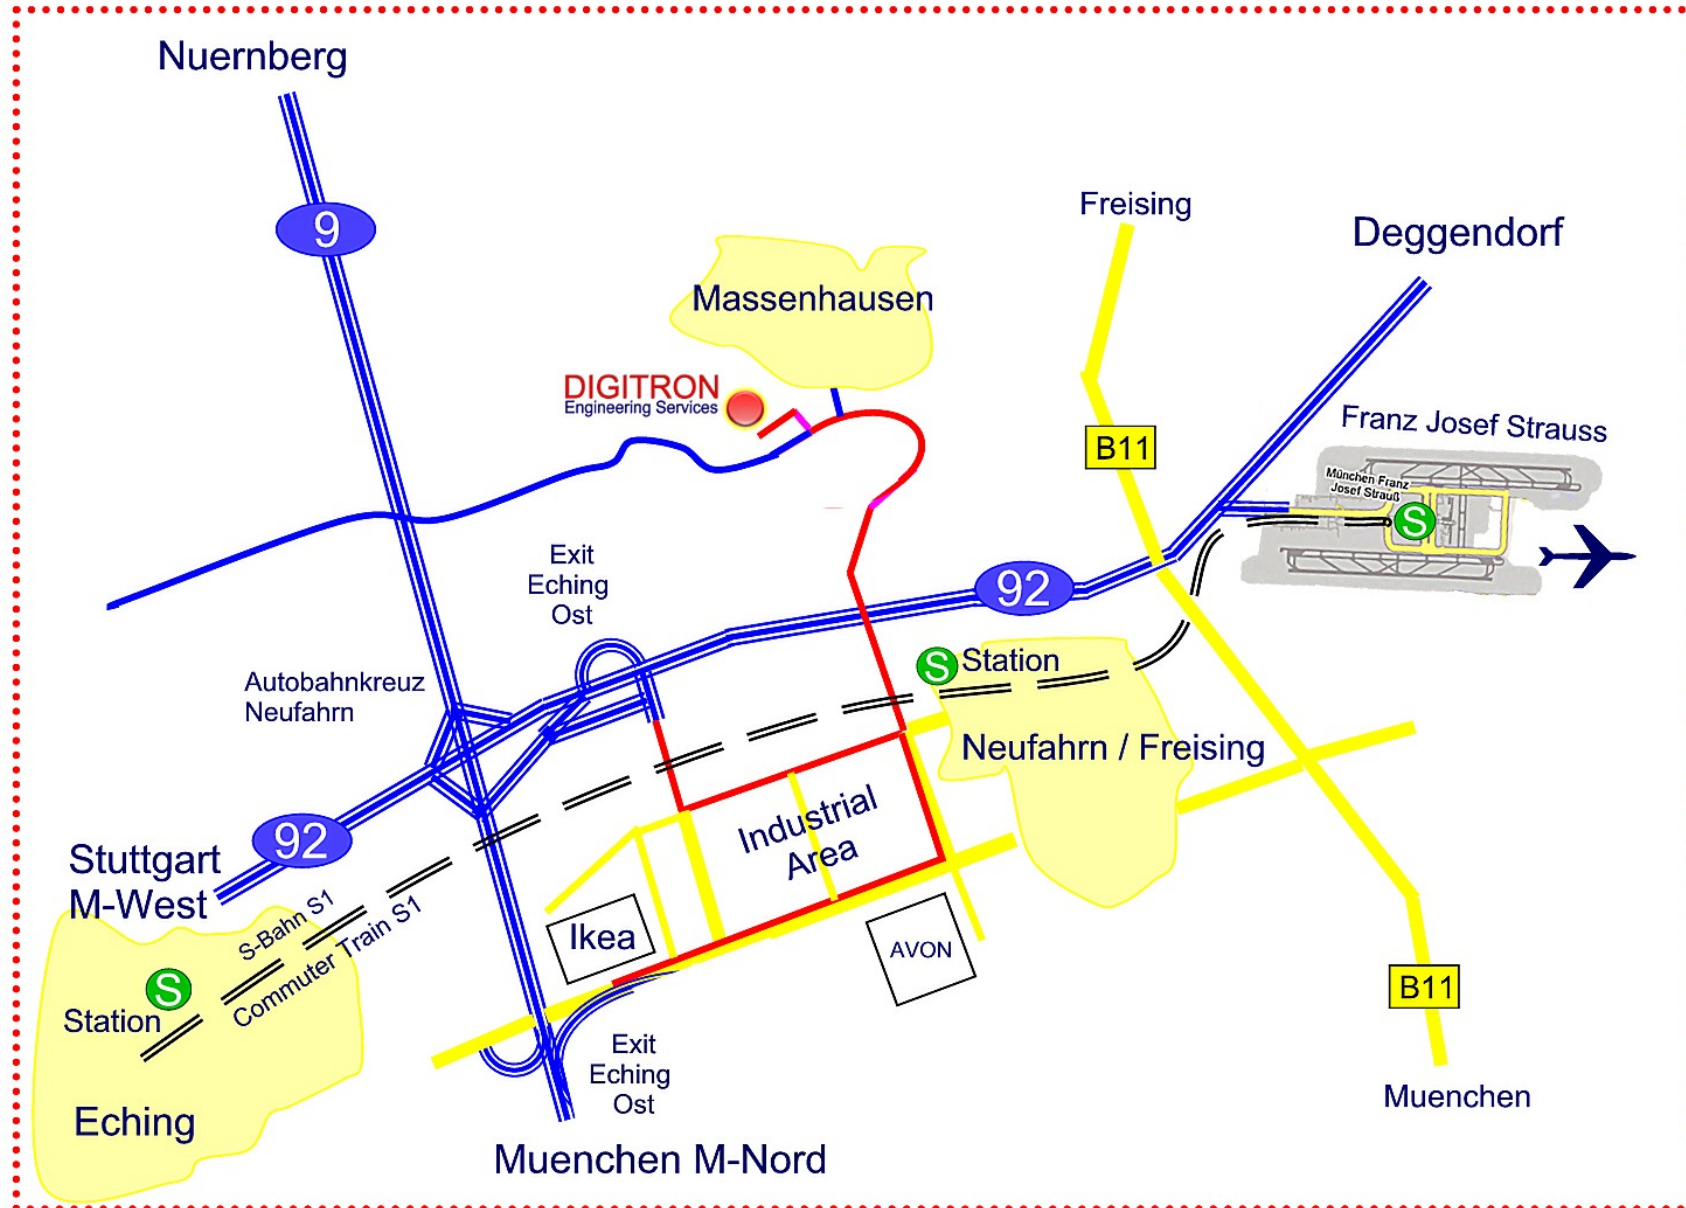 Nuernberg
9
Freising
Deggendorf
Massenhausen
DIGITRON
Engineering Services
B11
Franz Josef Strauss
München Franz
Josef Strauß
S
Exit
Eching
Ost
92
S Station
Autobahnkreuz
Neufahrn
Neufahrn / Freising
92
Industrial
Area
Stuttgart
M-West
S-Bahn S1
Commuter Train S1
Ikea
AVON
S
Station
B11
Exit
Eching
Ost
Eching
Muenchen
Muenchen M-Nord